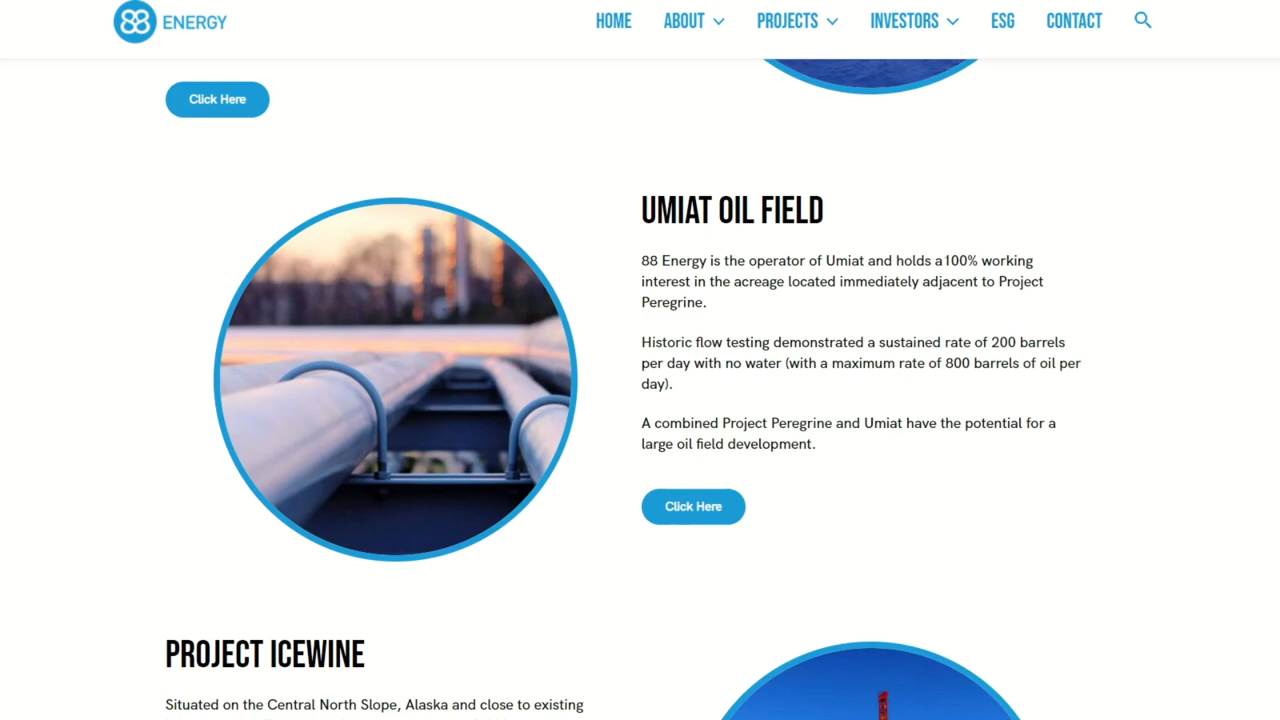 88 ENERGY
HOME ABOUT PROJECTS INVESTORS ESG CONTACT
Click Here
UMIAT OIL FIELD
88 Energy is the operator of Umiat and holds a100% working
interest in the acreage located immediately adjacent to Project
Peregrine.
Historic flow testing demonstrated a sustained rate of 200 barrels
per day with no water (with a maximum rate of 800 barrels of oil per
day).
A combined Project Peregrine and Umiat have the potential for a
large oil field development.
Click Here
PROJECT ICEWINE
Situated on the Central North Slope, Alaska and close to existing